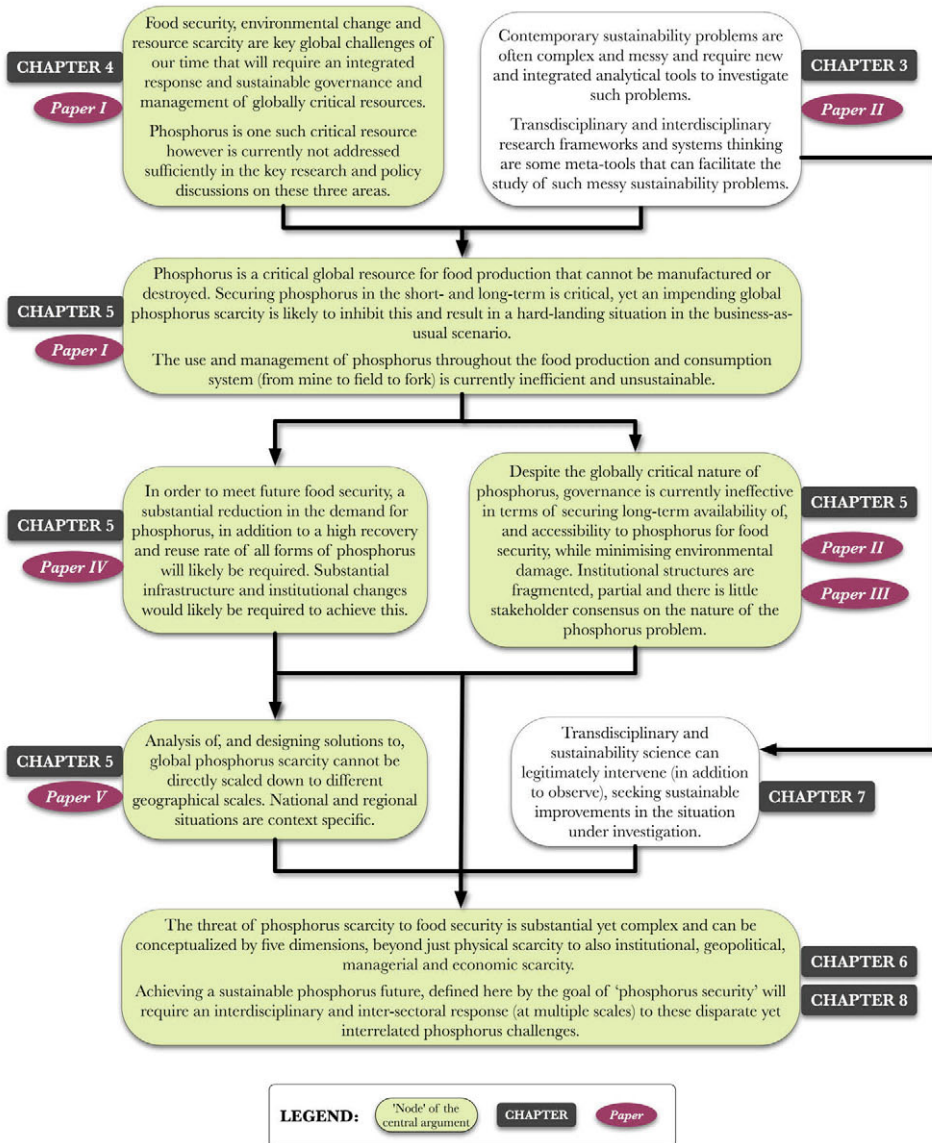 CHAPTER 4
Paper I
Food security, environmental change and
resource scarcity are key global challenges of
our time that will require an integrated
response and sustainable governance and
management of globally critical resources.
Phosphorus is one such critical resource
however is currently not addressed
sufficiently in the key research and policy
discussions on these three areas.
Contemporary sustainability problems are
often complex and messy and require new
and integrated analytical tools to investigate
such problems.
Transdisciplinary and interdisciplinary
research frameworks and systems thinking
are some meta-tools that can facilitate the
study of such messy sustainability problems.
CHAPTER 3
Paper II
CHAPTER 5
Paper I
Phosphorus is a critical global resource for food production that cannot be manufactured or
destroyed. Securing phosphorus in the short- and long-term is critical, yet an impending global
phosphorus scarcity is likely to inhibit this and result in a hard-landing situation in the business-as-
usual scenario.
The use and management of phosphorus throughout the food production and consumption
system (from mine to field to fork) is currently inefficient and unsustainable.
CHAPTER 5
Paper IV
In order to meet future food security, a
substantial reduction in the demand for
phosphorus, in addition to a high recovery
and reuse rate of all forms of phosphorus
will likely be required. Substantial
infrastructure and institutional changes
would likely be required to achieve this.
Despite the globally critical nature of
phosphorus, governance is currently ineffective
in terms of securing long-term availability of,
and accessibility to phosphorus for food
security, while minimising environmental
damage. Institutional structures are
fragmented, partial and there is little
stakeholder consensus on the nature of the
phosphorus problem.
CHAPTER 5
Paper II
Paper III
CHAPTER 5
Paper V
Analysis of, and designing solutions to,
global phosphorus scarcity cannot be
directly scaled down to different
geographical scales. National and regional
situations are context specific.
Transdisciplinary and
sustainability science can
legitimately intervene (in addition
to observe), seeking sustainable
improvements in the situation
under investigation.
CHAPTER 7
The threat of phosphorus scarcity to food security is substantial yet complex and can be
conceptualized by five dimensions, beyond just physical scarcity to also institutional, geopolitical,
managerial and economic scarcity.
Achieving a sustainable phosphorus future, defined here by the goal of ‘phosphorus security’ will
require an interdisciplinary and inter-sectoral response (at multiple scales) to these disparate yet
interrelated phosphorus challenges.
CHAPTER 6
CHAPTER 8
LEGEND:
'Node' of the
central argument
CHAPTER
Paper